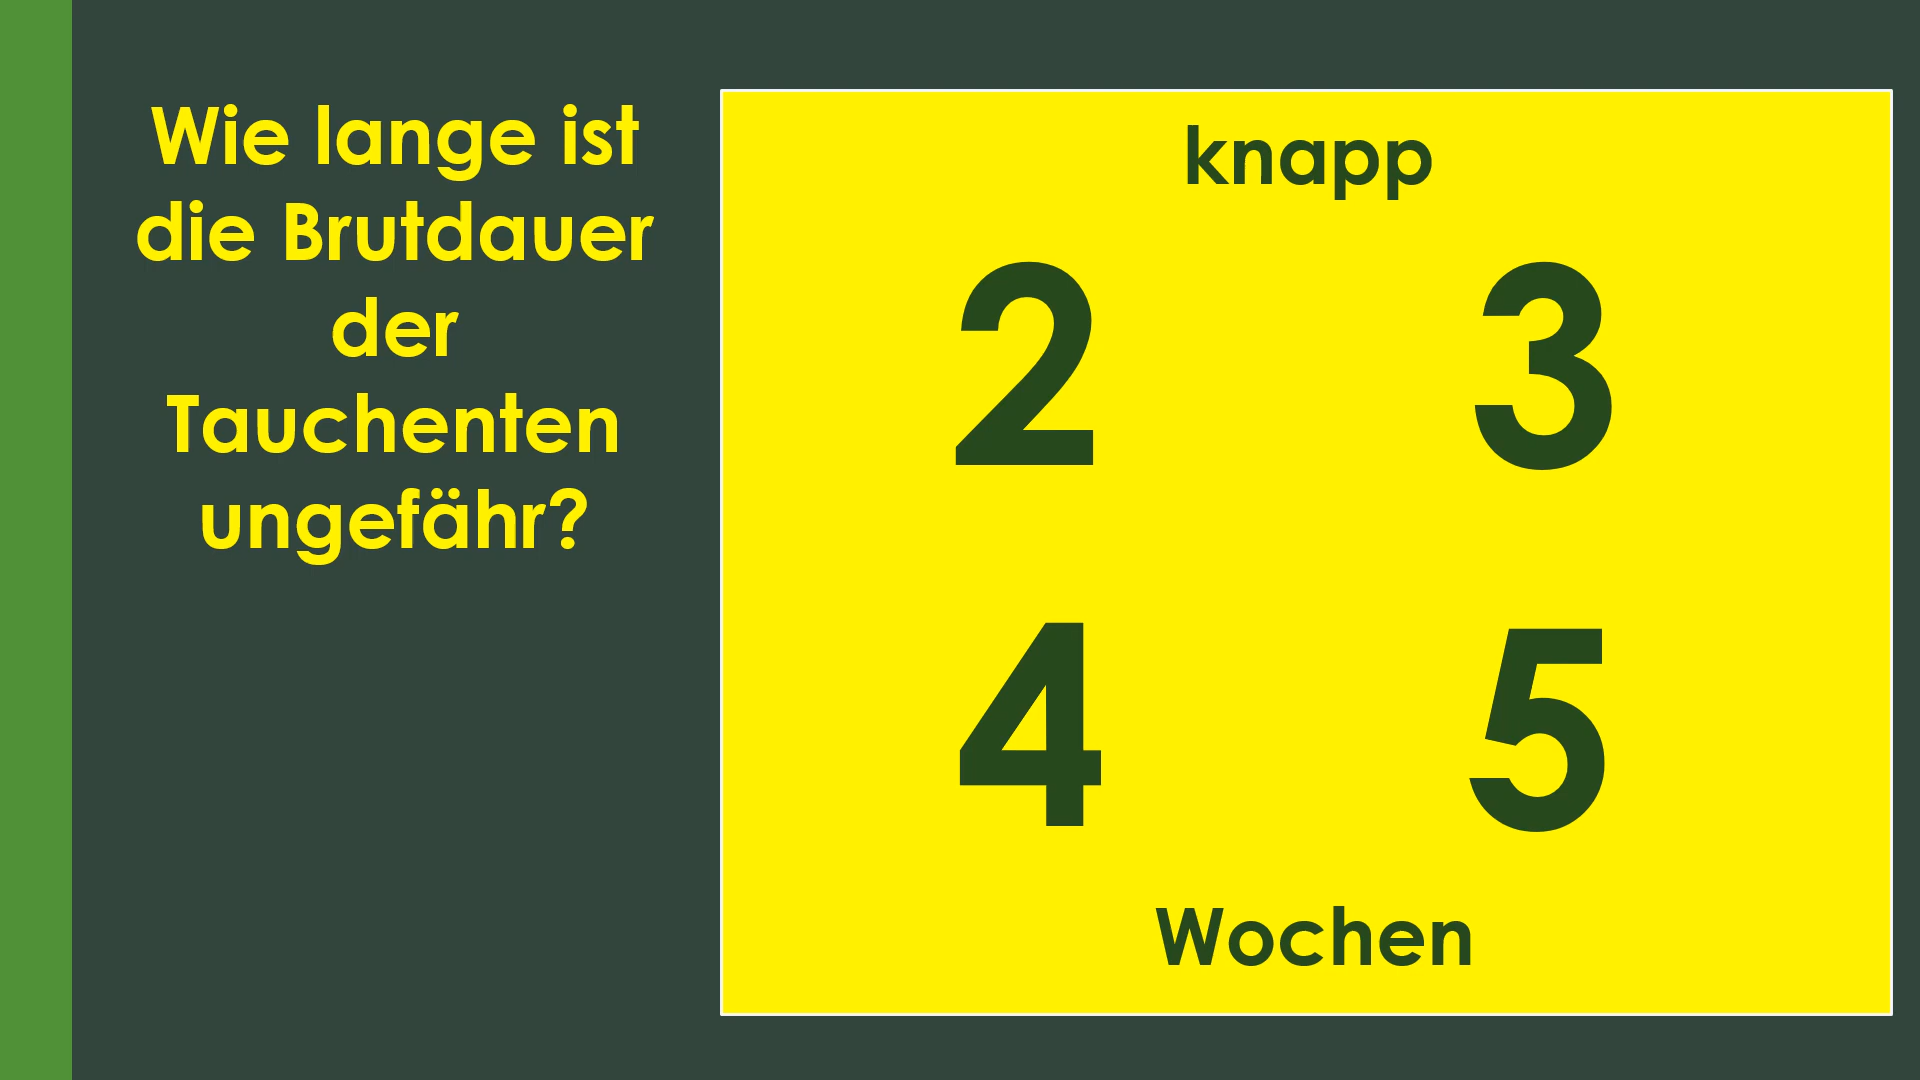 Wie lange ist
die Brutdauer
der
Tauchenten
ungefähr?
knapp
2 3
4 5
Wochen